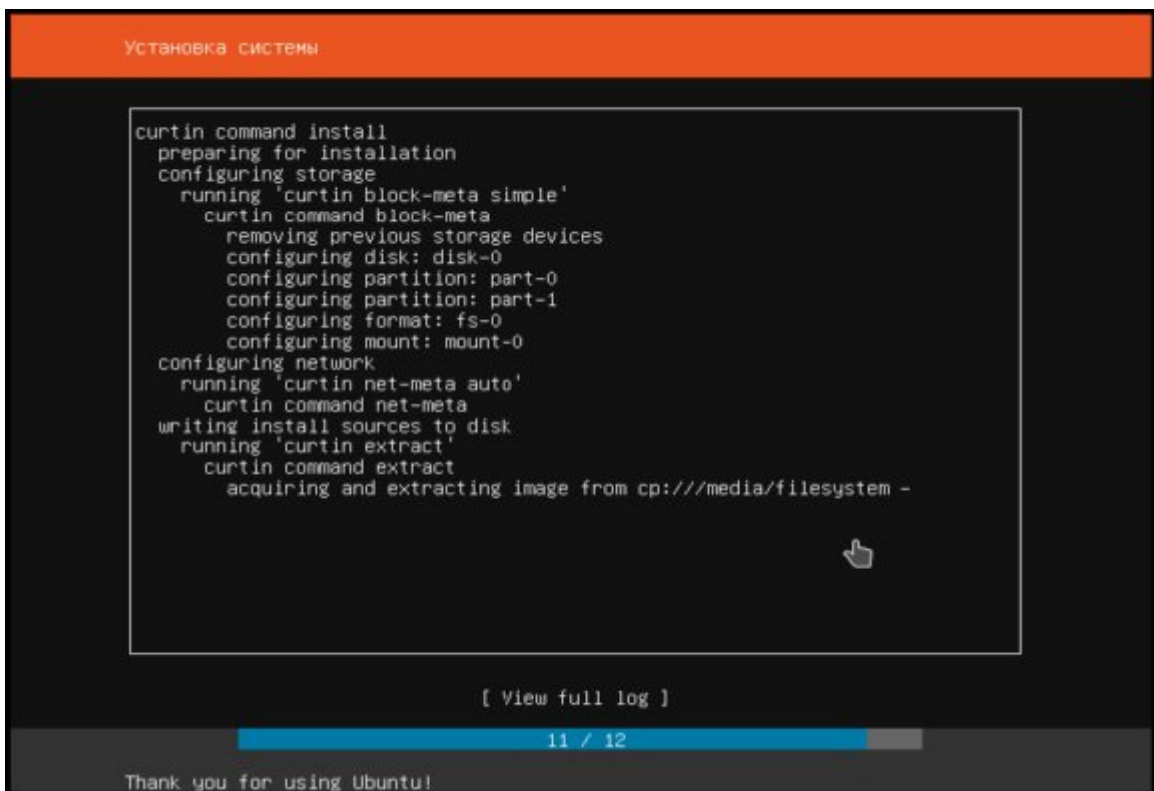 Установка системы
curtin command install
preparing for installation
configuring storage
running 'curtin block-meta simple'
curtin command block-meta
removing previous storage devices
configuring disk: disk-0
configuring partition: part-0
configuring partition: part-1
configuring format: fs-0
configuring mount: mount-0
configuring network
running 'curtin net-meta auto'
curtin command net-meta
writing install sources to disk
running 'curtin extract'
curtin command extract
acquiring and extracting image from cp:///media/filesystem -
[ View full log ]
11 / 12
Thank you for using Ubuntu!